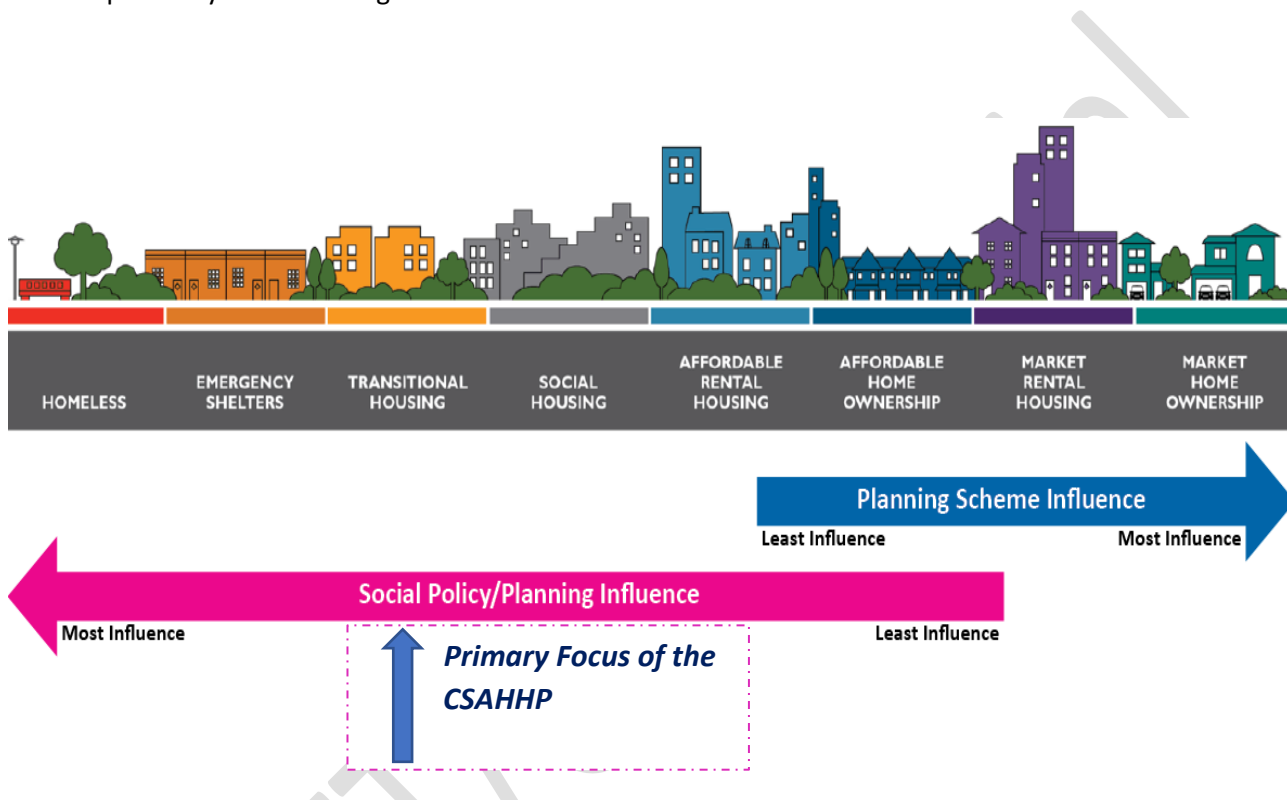 HOMELESS
EMERGENCY
SHELTERS
TRANSITIONAL
HOUSING
SOCIAL
HOUSING
AFFORDABLE
RENTAL
HOUSING
AFFORDABLE
HOME
OWNERSHIP
MARKET
RENTAL
HOUSING
MARKET
HOME
OWNERSHIP
Planning Scheme Influence
Least Influence
Most Influence
Social Policy/Planning Influence
Most Influence
Least Influence
Primary Focus of the
CSAHHP